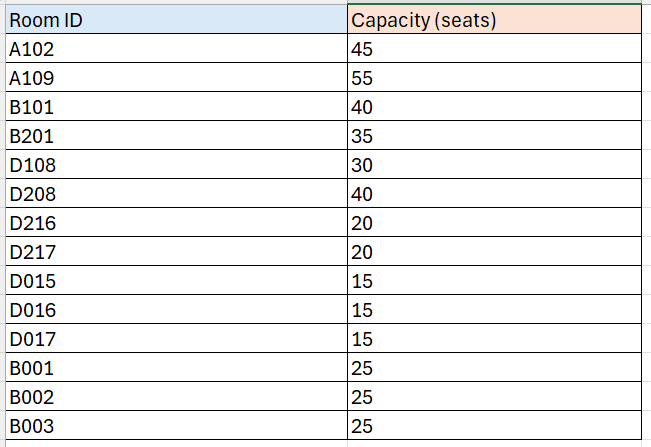 Room ID Capacity (seats)
A102 45
A109 55
B101 40
B201 35
D108 30
D208 40
D216 20
D217 20
D015 15
D016 15
D017 15
B001 25
B002 25
B003 25